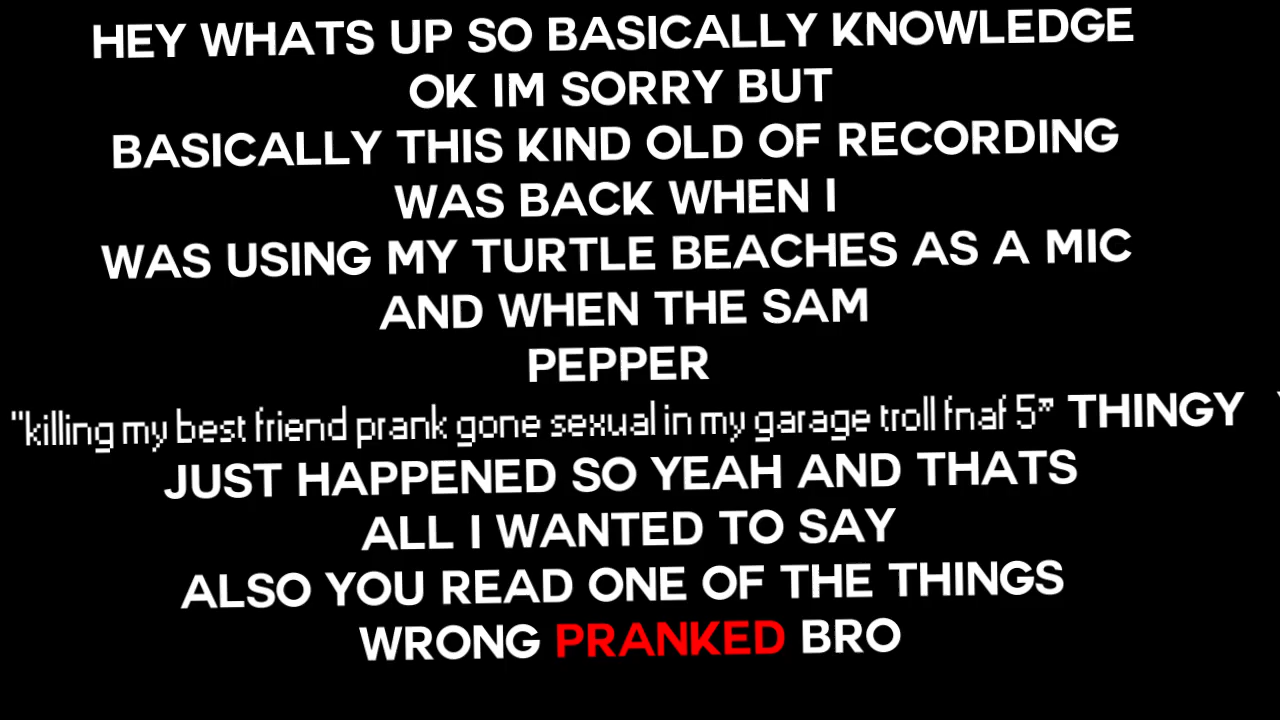 HEY WHATS UP SO BASICALLY KNOWLEDGE
OK IM SORRY BUT
BASICALLY THIS KIND OLD OF RECORDING
WAS BACK WHEN I
WAS USING MY TURTLE BEACHES AS A MIC
AND WHEN THE SAM
PEPPER
"killing my best friend prank gone sexual in my garage troll fnaf 5" THINGY
JUST HAPPENED SO YEAH AND THATS
ALL I WANTED TO SAY
ALSO YOU READ ONE OF THE THINGS
WRONG PRANKED BRO